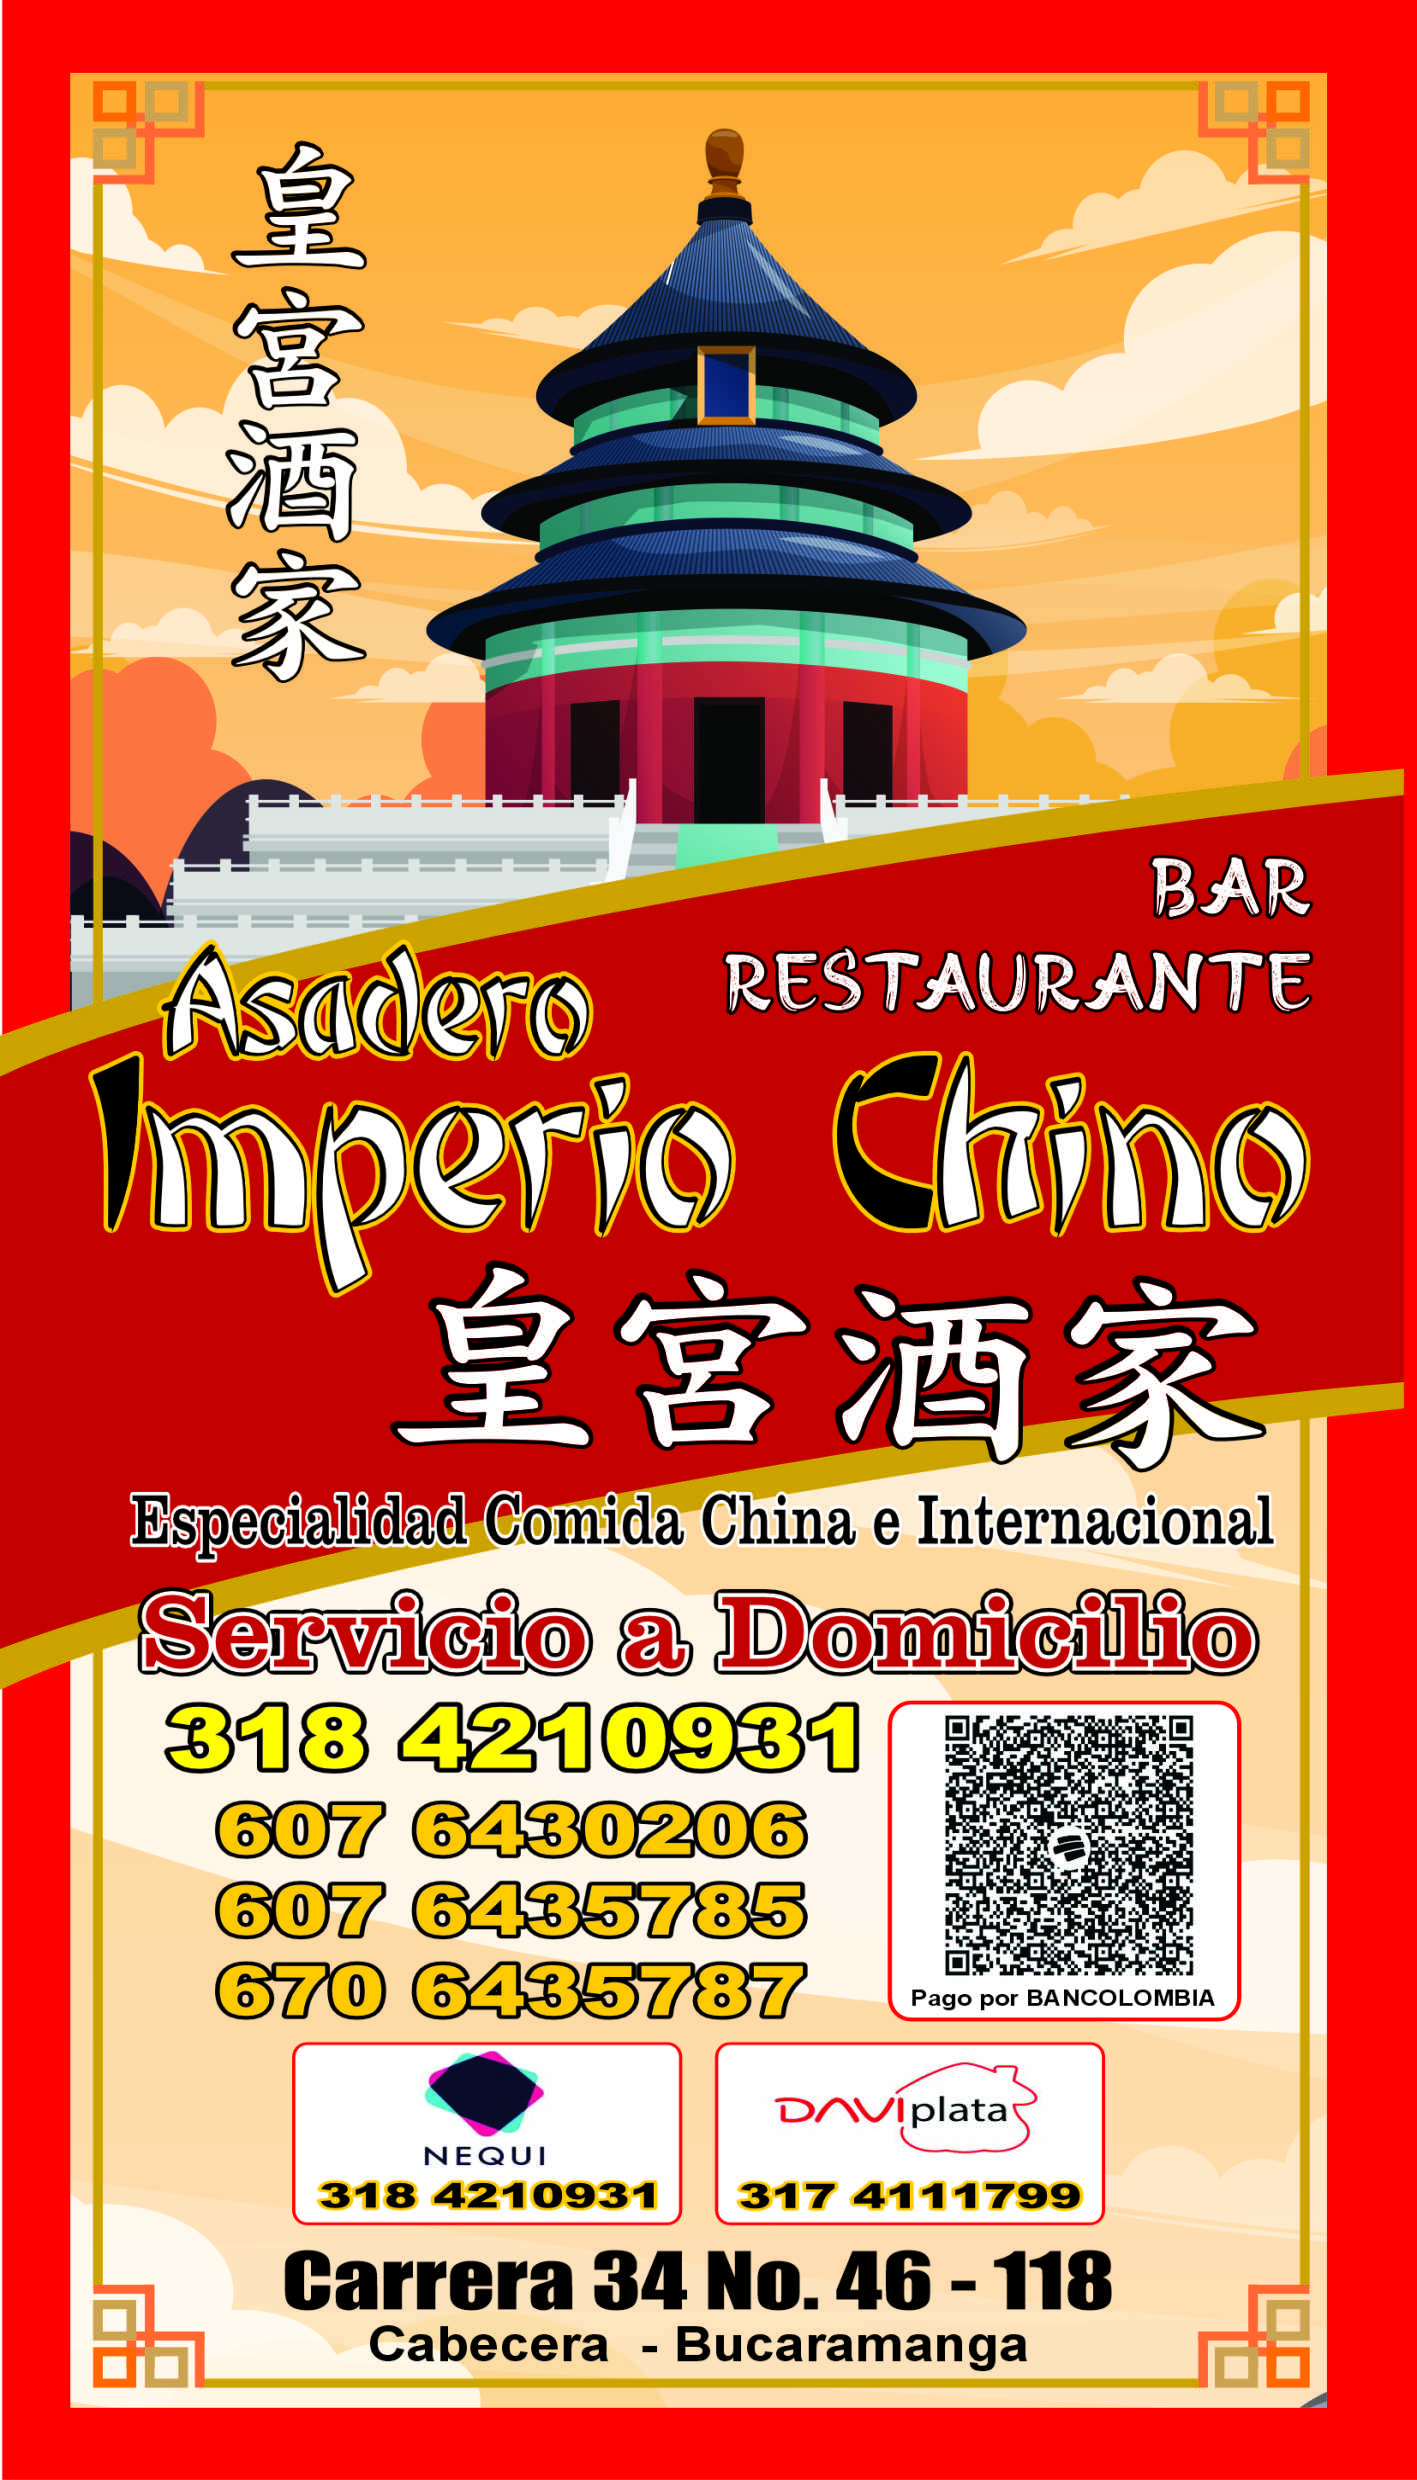 皇宮酒家
BAR
RESTAURANTE
Asadero
Imperio Chino
皇宮酒家
Especialidad Comida China e Internacional
Servicio a Domicilio
318 4210931
607 6430206
607 6435785
670 6435787
Pago por BANCOLOMBIA
NEQUI
318 4210931
DAVIplata
317 4111799
Carrera 34 No. 46 - 118
Cabecera - Bucaramanga